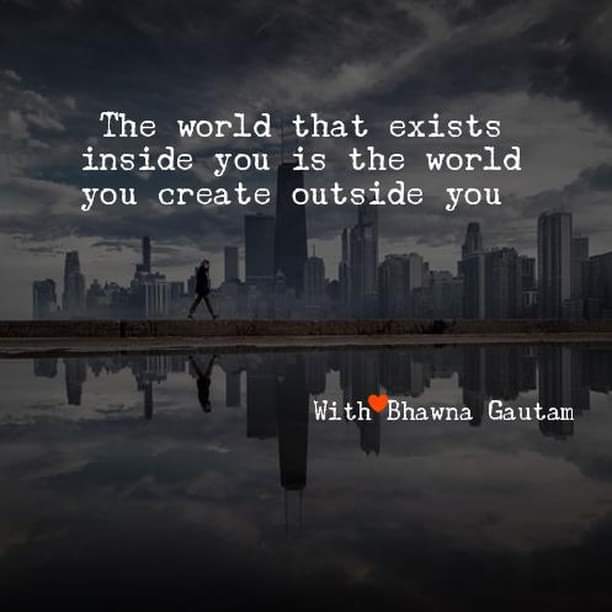 The world that exists
inside you is the world
you create outside you
With Bhawna Gautam